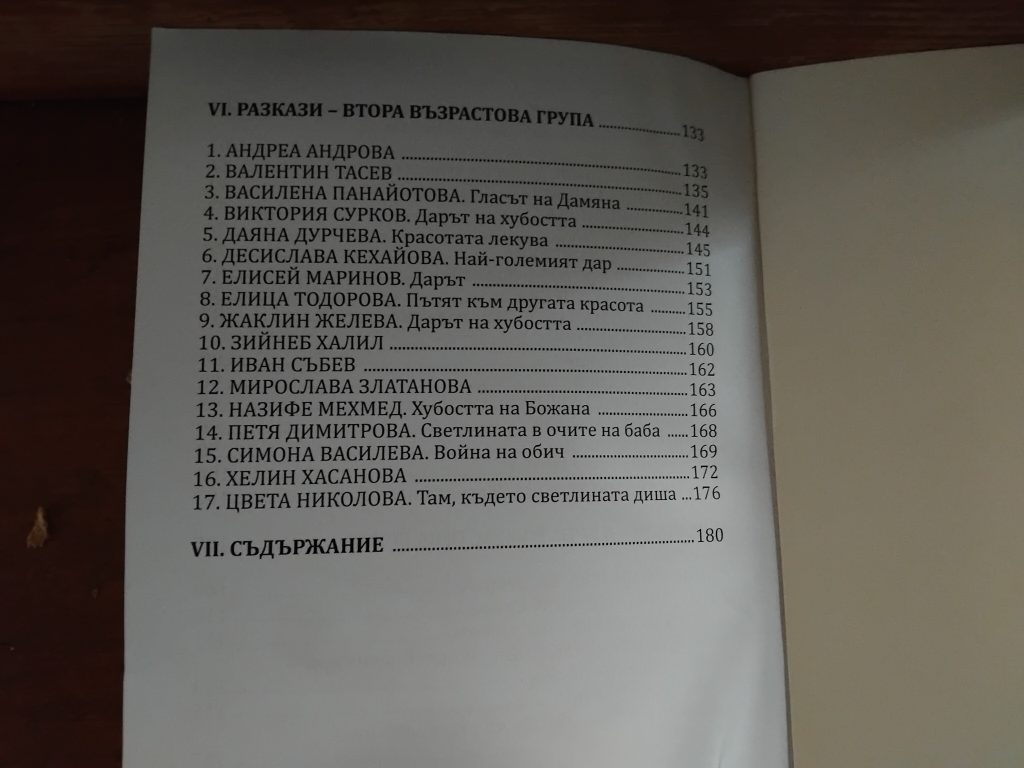 VI. РАЗКАЗИ – ВТОРА ВЪЗРАСТОВА ГРУПА ..................133
1. АНДРЕА АНДРОВА ..................133
2. ВАЛЕНТИН ТАСЕВ ..................135
3. ВАСИЛЕНА ПАНАЙОТОВА. Гласът на Дамяна ..................141
4. ВИКТОРИЯ СУРКОВ. Дарът на хубостта ..................144
5. ДАЯНА ДУРЧЕВА. Красотата лекува ..................145
6. ДЕСИСЛАВА КЕХАЙОВА. Най-големият дар ..................151
7. ЕЛИСЕЙ МАРИНОВ. Дарът ..................153
8. ЕЛИЦА ТОДОРОВА. Пътят към другата красота .........155
9. ЖАКЛИН ЖЕЛЕВА. Дарът на хубостта ..................158
10. ЗИЙНЕБ ХАЛИЛ ..................160
11. ИВАН СЪБЕВ ..................162
12. МИРОСЛАВА ЗЛАТАНОВА ..................163
13. НАЗИФЕ МЕХМЕД. Хубостта на Божана ..................166
14. ПЕТЯ ДИМИТРОВА. Светлината в очите на баба ......168
15. СИМОНА ВАСИЛЕВА. Война на обич ..................169
16. ХЕЛИН ХАСАНОВА ..................172
17. ЦВЕТА НИКОЛОВА. Там, където светлината диша ...176
VII. СЪДЪРЖАНИЕ ..................180